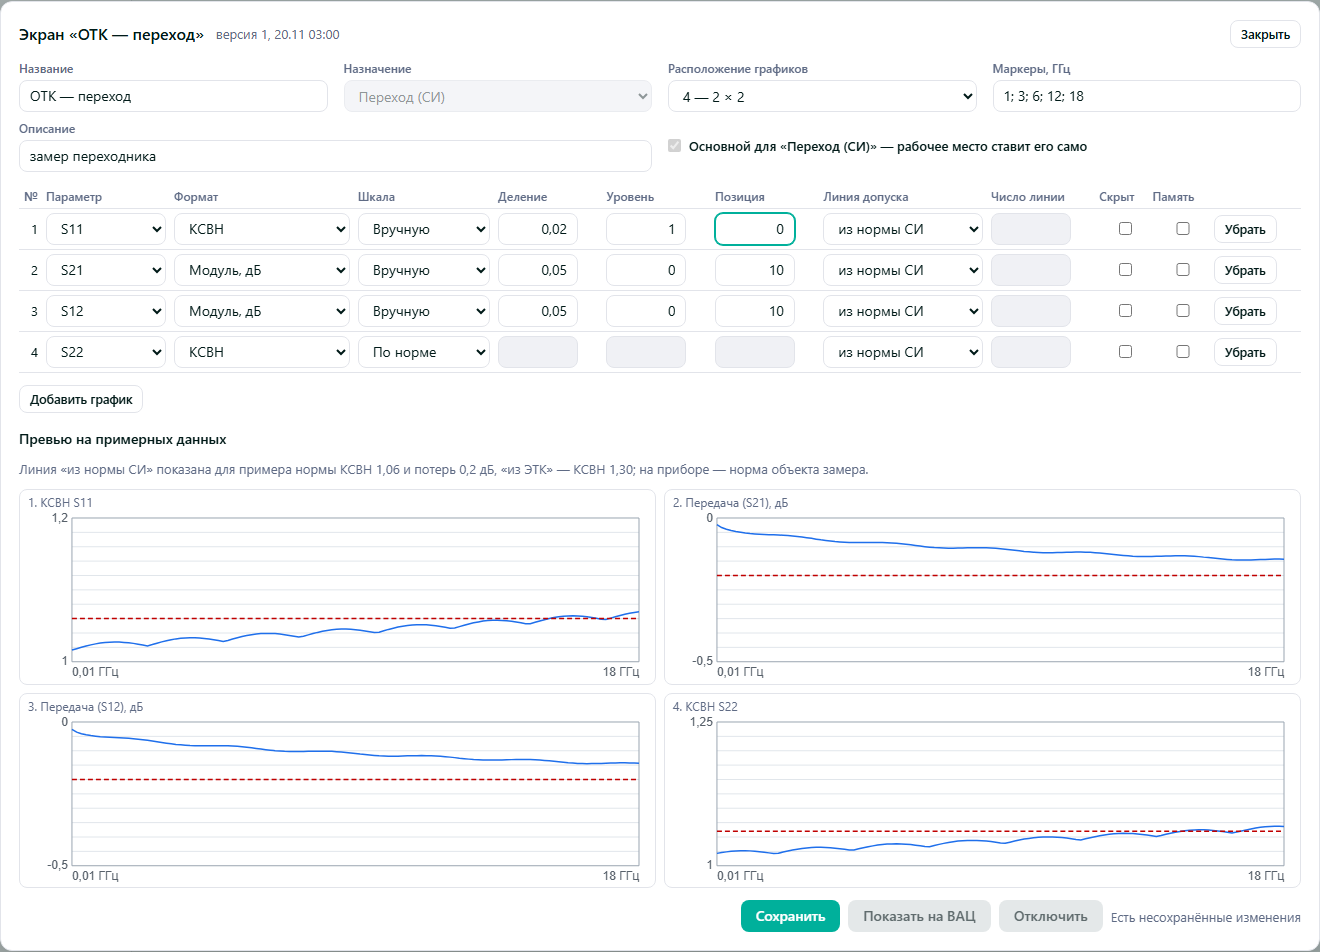 Экран «ОТК — переход» версия 1, 20.11 03:00 Закрыть
Название Назначение Расположение графиков Маркеры, ГГц
ОТК — переход Переход (СИ) 4 — 2 × 2 1; 3; 6; 12; 18
Описание
замер переходника Основной для «Переход (СИ)» — рабочее место ставит его само
№ Параметр Формат Шкала Деление Уровень Позиция Линия допуска Число линии Скрыт Память
1 S11 КСВН Вручную 0,02 1 0 из нормы СИ Убрать
2 S21 Модуль, дБ Вручную 0,05 0 10 из нормы СИ Убрать
3 S12 Модуль, дБ Вручную 0,05 0 10 из нормы СИ Убрать
4 S22 КСВН По норме из нормы СИ Убрать
Добавить график
Превью на примерных данных
Линия «из нормы СИ» показана для примера нормы КСВН 1,06 и потерь 0,2 дБ, «из ЭТК» — КСВН 1,30; на приборе — норма объекта замера.
1. КСВН S11
1,2
1
0,01 ГГц 18 ГГц
2. Передача (S21), дБ
0
-0,5
0,01 ГГц 18 ГГц
3. Передача (S12), дБ
0
-0,5
0,01 ГГц 18 ГГц
4. КСВН S22
1,25
1
0,01 ГГц 18 ГГц
Сохранить Показать на ВАЦ Отключить Есть несохранённые изменения